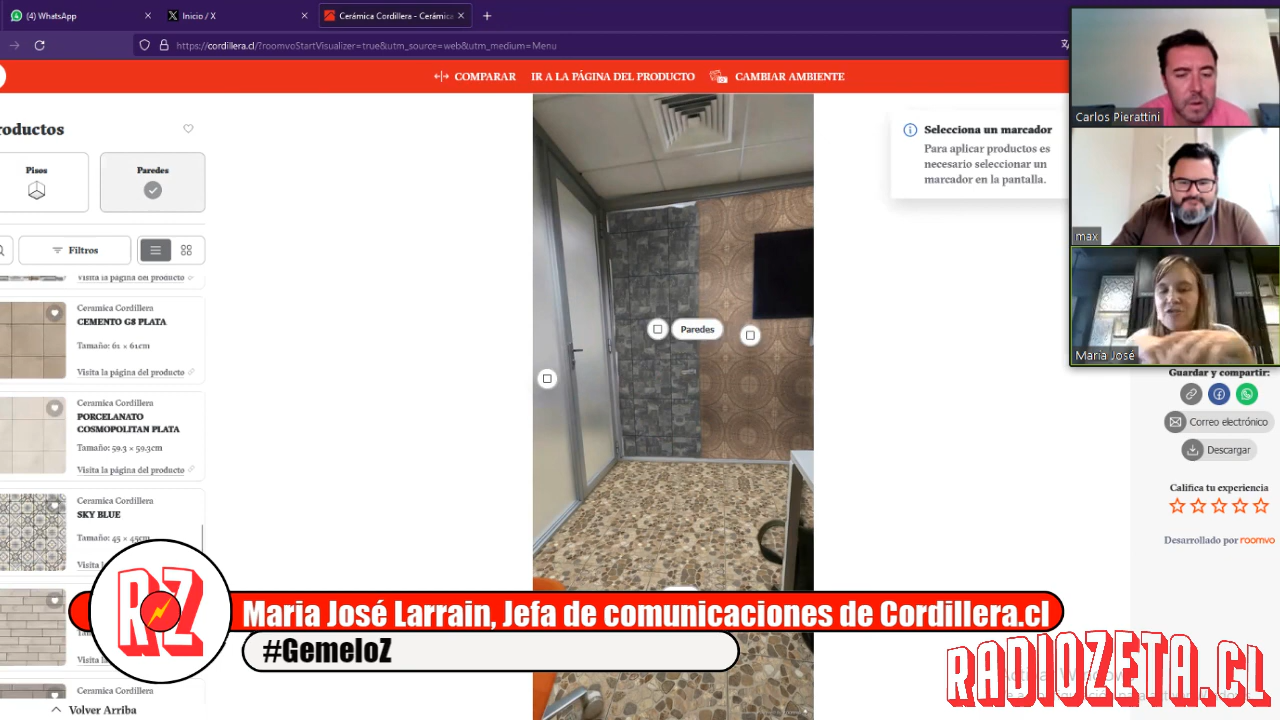 (4) WhatsApp
Inicio / X
Cerámica Cordillera - Cerámic
https://cordillera.cl/?roomvoStartVisualizer=true&utm_source=web&utm_medium=Menu
COMPARAR
IR A LA PÁGINA DEL PRODUCTO
CAMBIAR AMBIENTE
roductos
Pisos
Paredes
Filtros
Visita la página del producto
Ceramica Cordillera
CEMENTO G8 PLATA
Tamaño: 61 × 61cm
Visita la página del producto
Ceramica Cordillera
PORCELANATO
COSMOPOLITAN PLATA
Tamaño: 59.3 × 59.3cm
Visita la página del producto
Ceramica Cordillera
SKY BLUE
Tamaño: 45 × 45cm
Visita l
Visita l
Ceramica Cordillera
Volver Arriba
Paredes
Selecciona un marcador
Para aplicar productos es
necesario seleccionar un
marcador en la pantalla.
Carlos Pierattini
max
María José
Guardar y compartir:
Correo electrónico
Descargar
Califica tu experiencia
Desarrollado por roomvo
RZ
Maria José Larrain, Jefa de comunicaciones de Cordillera.cl
#GemeloZ
RADIOZETA.CL